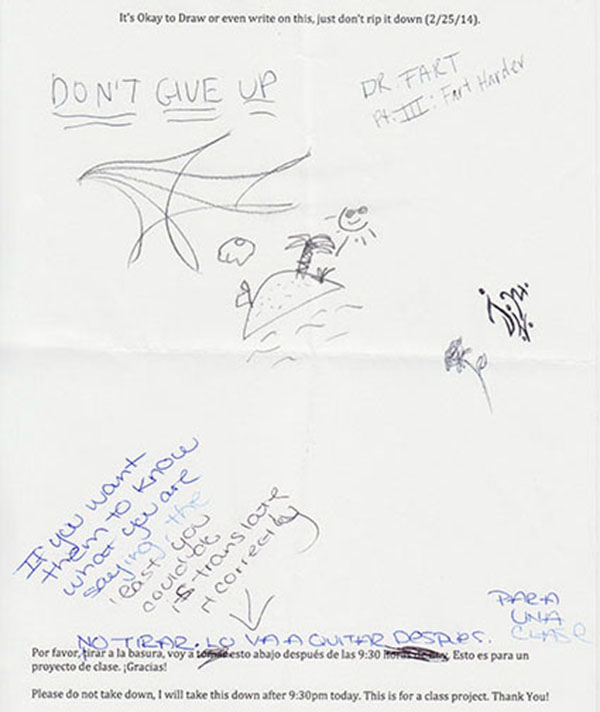 It's Okay to Draw or even write on this, just don't rip it down (2/25/14).
DON'T GIVE UP
DR. FART
Pt. III: Fart Harder
If you want
them to know
what you are
saying, the
least you
could do
is translate
it correctly
PARA
UNA
CLASE
NO TIRAR. LO VA A QUITAR DESPUES.
Por favor, tirar a la basura, voy a esto abajo después de las 9:30 Esto es para un
proyecto de clase. ¡Gracias!
Please do not take down, I will take this down after 9:30pm today. This is for a class project. Thank You!